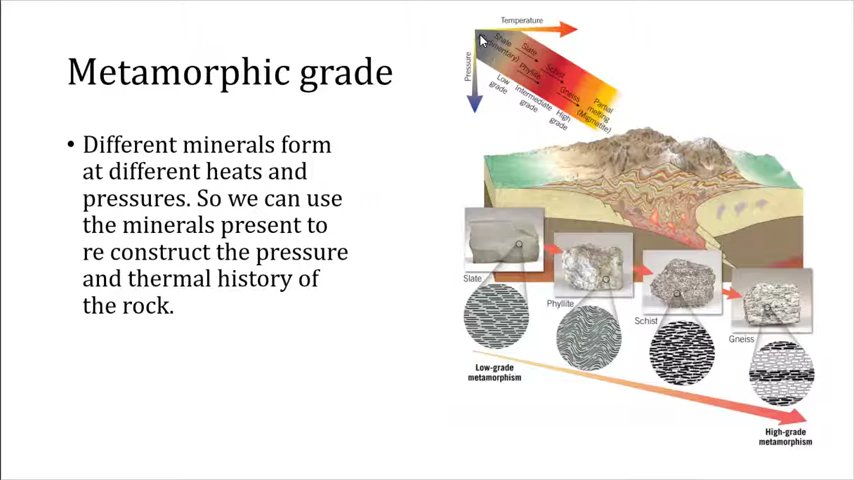 Metamorphic grade
• Different minerals form
at different heats and
pressures. So we can use
the minerals present to
re construct the pressure
and thermal history of
the rock.
Temperature
Pressure
Shale
Slate
Phyllite
Schist
Gneiss
Partial
melting
(Magmatite)
Low
grade
Intermediate
grade
High
grade
Slate
Phyllite
Schist
Gneiss
Low-grade
metamorphism
High-grade
metamorphism